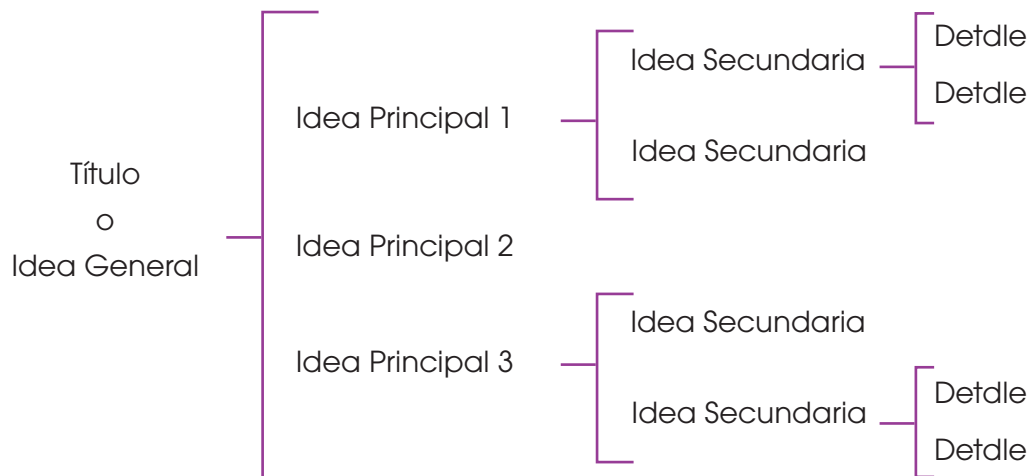 Título
o
Idea General
Idea Principal 1
Idea Secundaria
Detdle
Detdle
Idea Secundaria
Idea Principal 2
Idea Principal 3
Idea Secundaria
Idea Secundaria
Detdle
Detdle